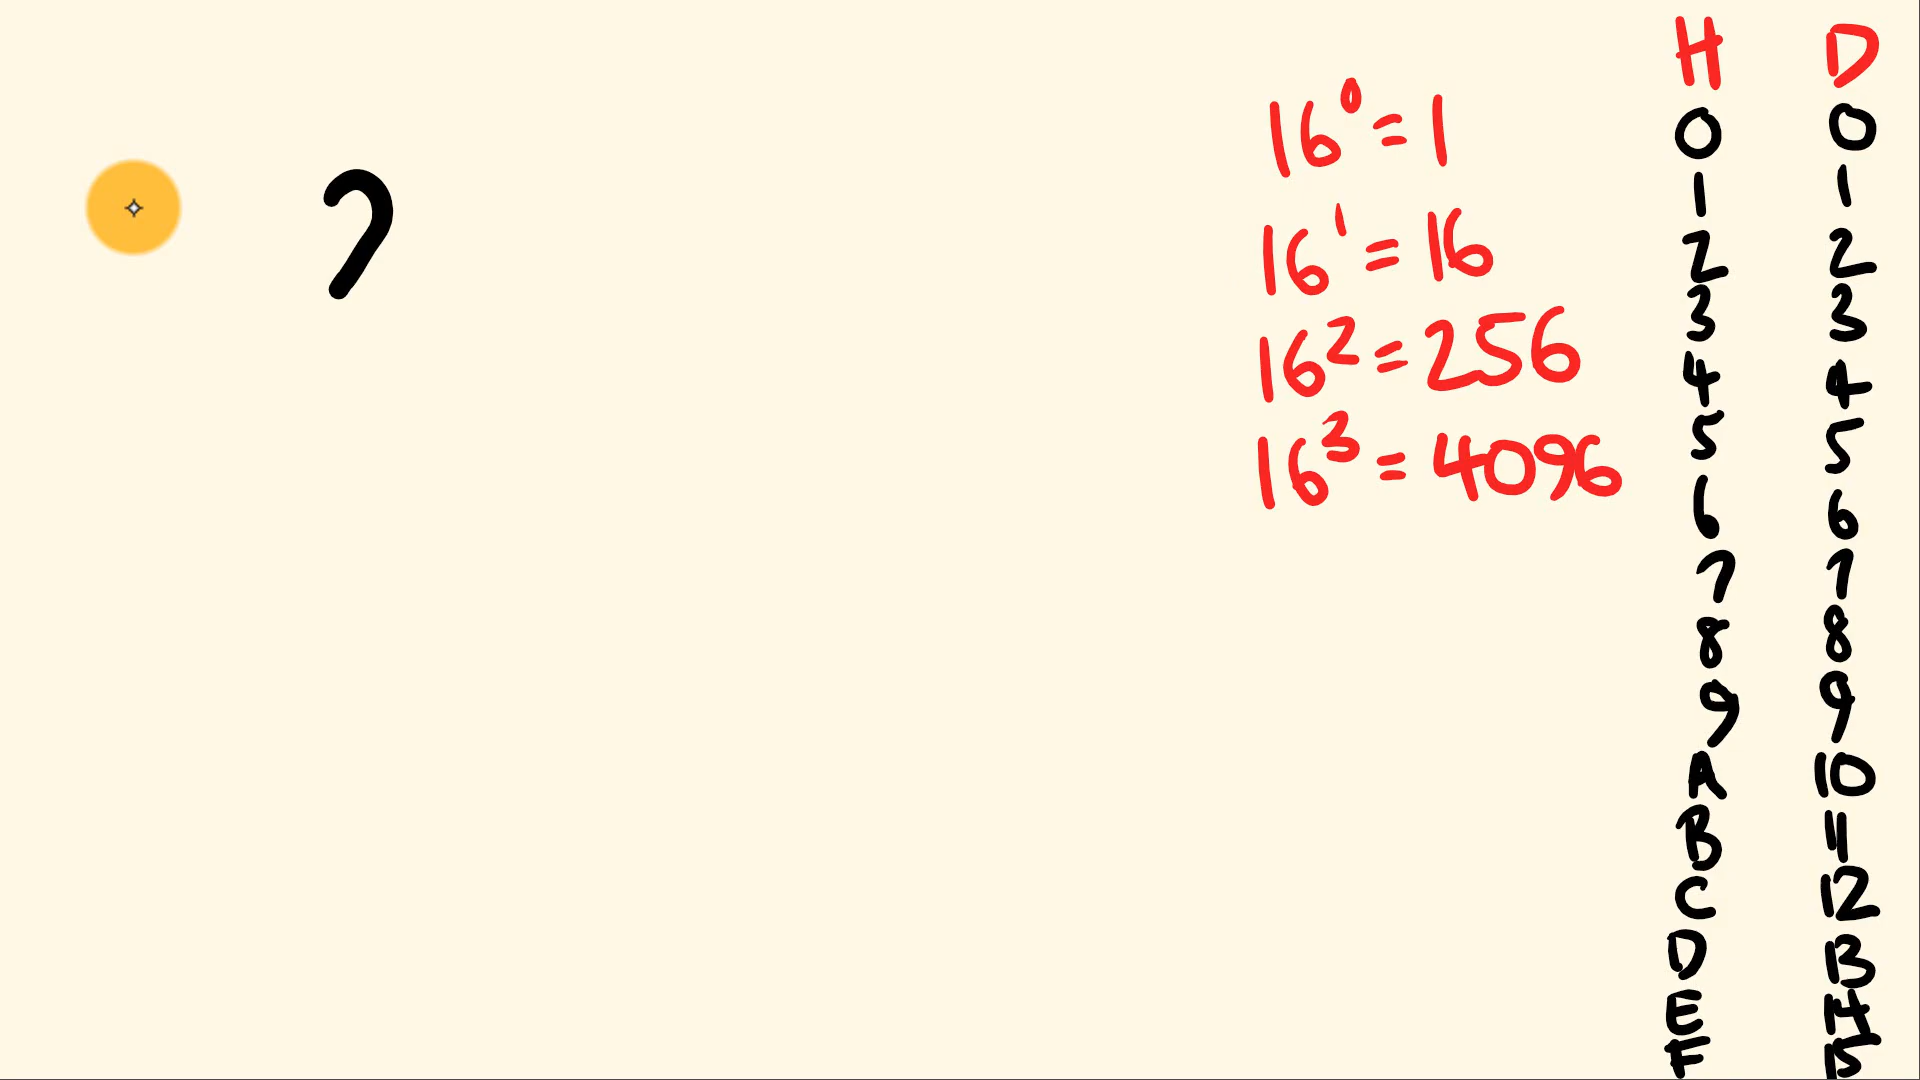 H D
16⁰ = 1
0 0
7
1 1
16¹ = 16
2 2
3 3
16² = 256
4 4
5 5
16³ = 4096
6 6
7 7
8 8
9 9
A 10
B 11
C 12
D 13
E 14
F 15